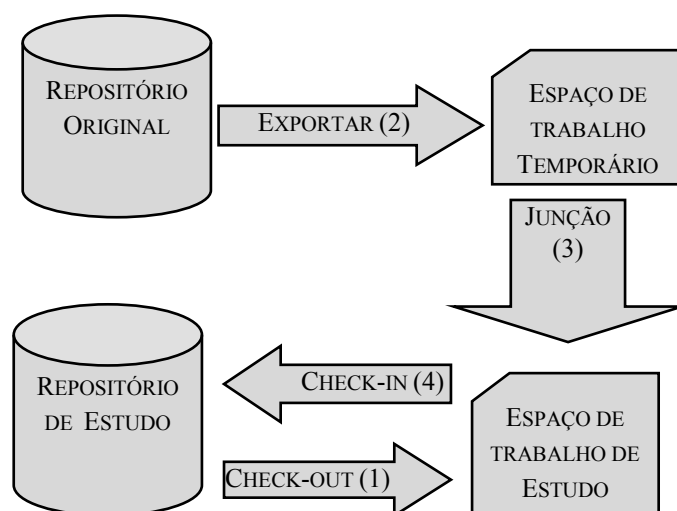 REPOSITÓRIO
ORIGINAL
EXPORTAR (2)
ESPAÇO DE
TRABALHO
TEMPORÁRIO
JUNÇÃO
(3)
REPOSITÓRIO
DE ESTUDO
CHECK-IN (4)
CHECK-OUT (1)
ESPAÇO DE
TRABALHO DE
ESTUDO